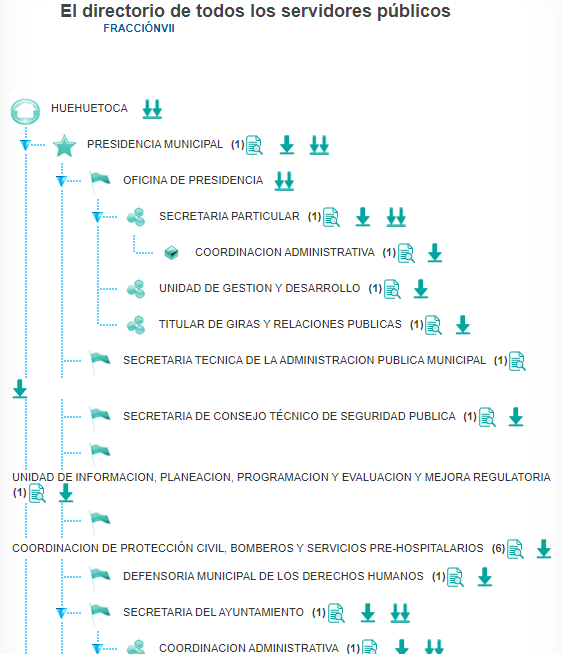 El directorio de todos los servidores públicos
FRACCIÓNVII
HUEHUETOCA
PRESIDENCIA MUNICIPAL (1)
OFICINA DE PRESIDENCIA
SECRETARIA PARTICULAR (1)
COORDINACION ADMINISTRATIVA (1)
UNIDAD DE GESTION Y DESARROLLO (1)
TITULAR DE GIRAS Y RELACIONES PUBLICAS (1)
SECRETARIA TECNICA DE LA ADMINISTRACION PUBLICA MUNICIPAL (1)
SECRETARIA DE CONSEJO TÉCNICO DE SEGURIDAD PUBLICA (1)
UNIDAD DE INFORMACION, PLANEACION, PROGRAMACION Y EVALUACION Y MEJORA REGULATORIA
(1)
COORDINACION DE PROTECCIÓN CIVIL, BOMBEROS Y SERVICIOS PRE-HOSPITALARIOS (6)
DEFENSORIA MUNICIPAL DE LOS DERECHOS HUMANOS (1)
SECRETARIA DEL AYUNTAMIENTO (1)
COORDINACION ADMINISTRATIVA (1)